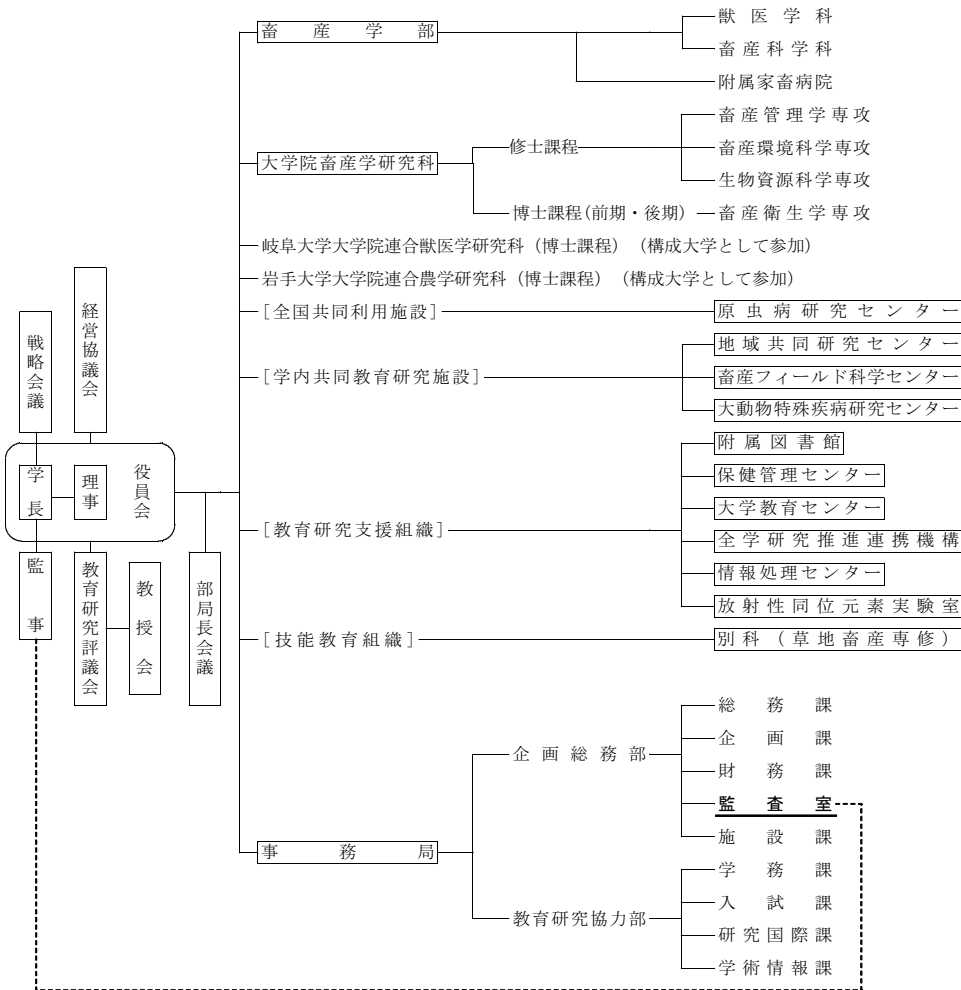 畜産学部
獣医学科
畜産科学科
附属家畜病院
大学院畜産学研究科
修士課程
畜産管理学専攻
畜産環境科学専攻
生物資源科学専攻
博士課程(前期・後期)
畜産衛生学専攻
岐阜大学大学院連合獣医学研究科(博士課程)(構成大学として参加)
岩手大学大学院連合農学研究科(博士課程)(構成大学として参加)
[全国共同利用施設]
原虫病研究センター
[学内共同教育研究施設]
地域共同研究センター
畜産フィールド科学センター
大動物特殊疾病研究センター
[教育研究支援組織]
附属図書館
保健管理センター
大学教育センター
全学研究推進連携機構
情報処理センター
放射性同位元素実験室
[技能教育組織]
別科(草地畜産専修)
戦略会議
経営協議会
学長
理事
役員会
監事
教育研究評議会
教授会
部局長会議
事務局
企画総務部
総務課
企画課
財務課
監査室
施設課
教育研究協力部
学務課
入試課
研究国際課
学術情報課